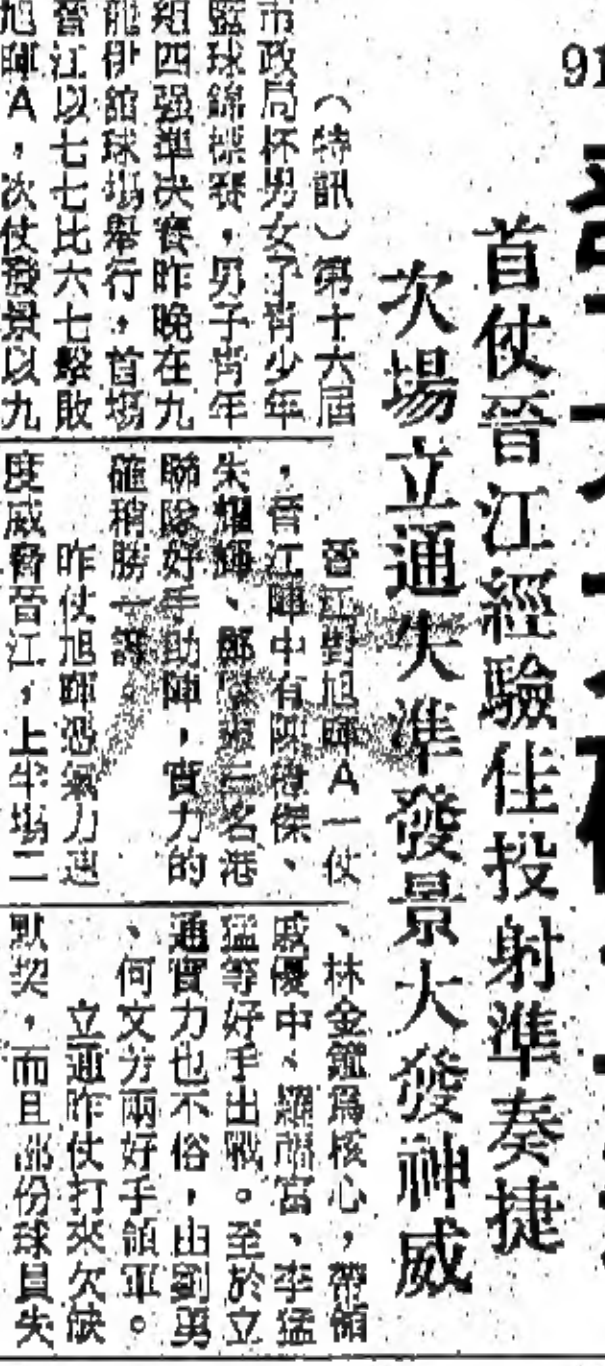 91
首仗晉江經驗佳投射準奏捷
次場立通失準發景大發神威
（特訊）第十六屆
市政局杯男女子青少年
籃球錦標賽，男子青年
組四强準決賽昨晚在九
龍伊館球場舉行，首場
晉江以七七比六七擊敗
旭暉A，次仗發景以九
晉江對旭暉A一仗
，晉江陣中有陳傑、
朱耀輝、鄭三名港
聯隊好手助陣，實力的
確稍勝一籌。
昨仗旭暉憑氣力迅
度威脅晉江，上半場二
、林金鑑爲核心，帶領
戚優中、羅富、李猛
猛等好手出戰。至於立
通實力也不俗，由劉勇
、何文方兩好手領軍。
立通昨仗打來欠缺
默契，而且部份球員失